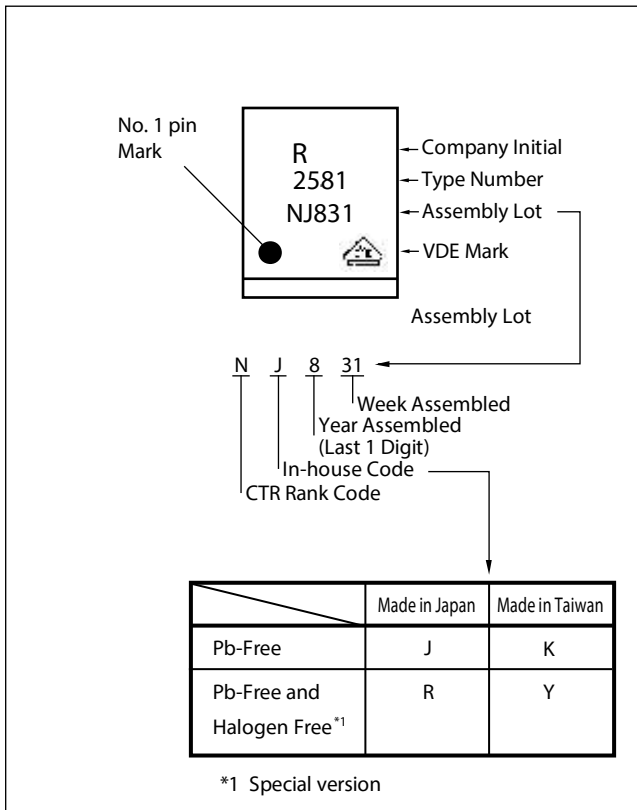 No. 1 pin
Mark
R
2581
NJ831
Company Initial
Type Number
Assembly Lot
VDE Mark
Assembly Lot
N J 8 31
Week Assembled
Year Assembled
(Last 1 Digit)
In-house Code
CTR Rank Code
Made in Japan Made in Taiwan
Pb-Free J K
Pb-Free and R Y
Halogen Free*1
*1 Special version